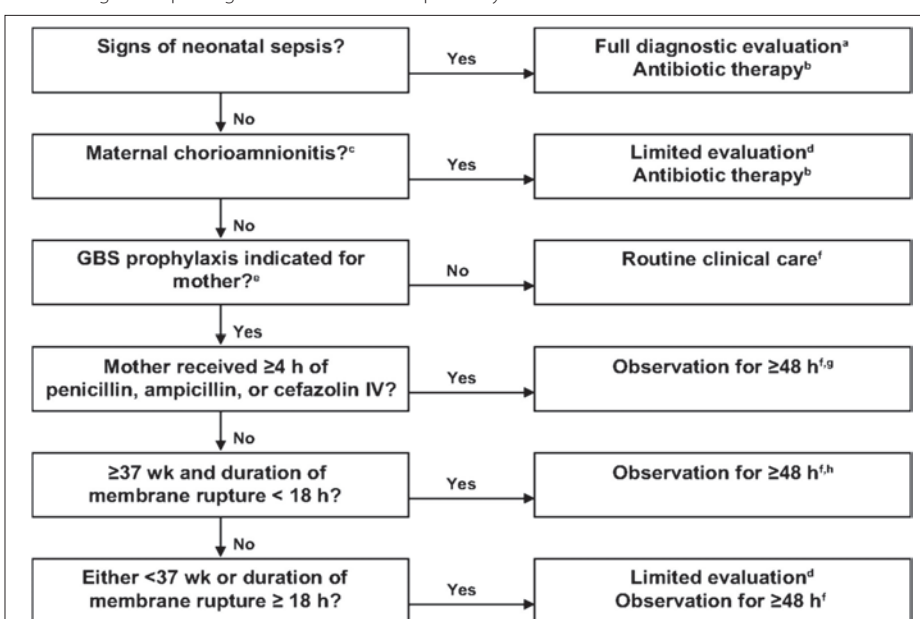 Signs of neonatal sepsis?
Yes
Full diagnostic evaluationᵃ
Antibiotic therapyᵇ
No
Maternal chorioamnionitis?ᶜ
Yes
Limited evaluationᵈ
Antibiotic therapyᵇ
No
GBS prophylaxis indicated for
mother?ᵉ
No
Routine clinical careᶠ
Yes
Mother received ≥4 h of
penicillin, ampicillin, or cefazolin IV?
Yes
Observation for ≥48 hᶠ,ᵍ
No
≥37 wk and duration of
membrane rupture < 18 h?
Yes
Observation for ≥48 hᶠ,ʰ
No
Either <37 wk or duration of
membrane rupture ≥ 18 h?
Yes
Limited evaluationᵈ
Observation for ≥48 hᶠ